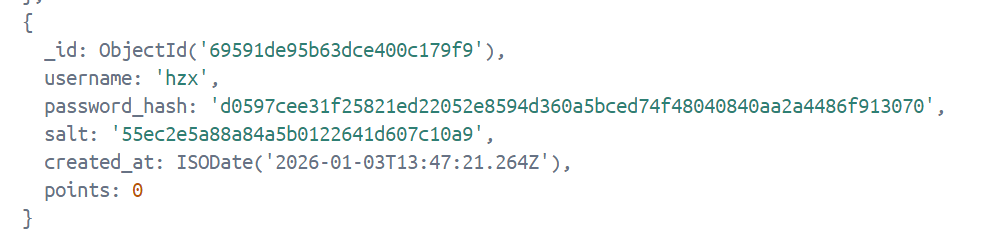 {
_id: ObjectId('69591de95b63dce400c179f9'),
username: 'hzx',
password_hash: 'd0597cee31f25821ed22052e8594d360a5bced74f48040840aa2a4486f913070',
salt: '55ec2e5a88a84a5b0122641d607c10a9',
created_at: ISODate('2026-01-03T13:47:21.264Z'),
points: 0
}